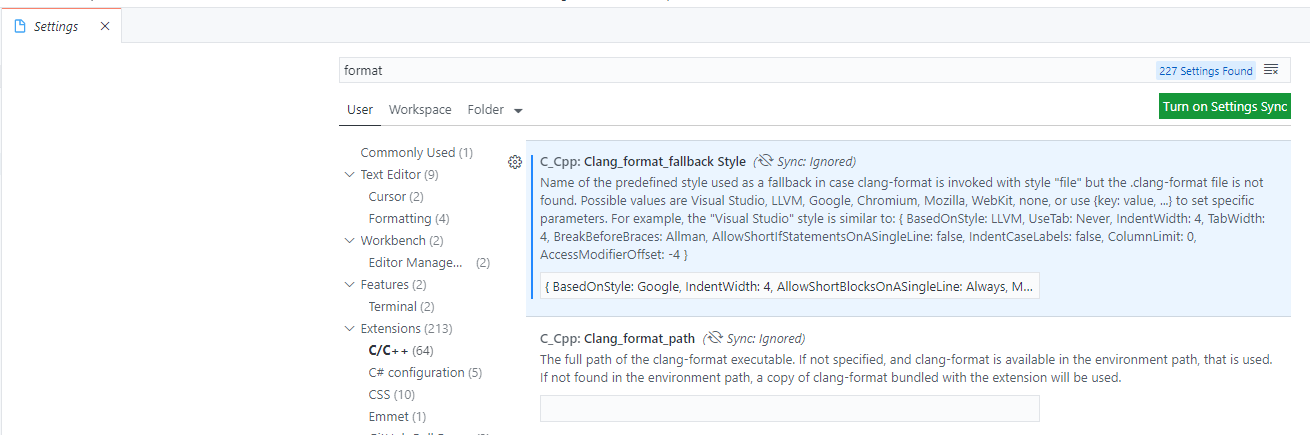 Settings
format
227 Settings Found
User Workspace Folder
Turn on Settings Sync
Commonly Used (1)
Text Editor (9)
Cursor (2)
Formatting (4)
Workbench (2)
Editor Manage... (2)
Features (2)
Terminal (2)
Extensions (213)
C/C++ (64)
C# configuration (5)
CSS (10)
Emmet (1)
C_Cpp: Clang_format_fallback Style (Sync: Ignored)
Name of the predefined style used as a fallback in case clang-format is invoked with style "file" but the .clang-format file is not
found. Possible values are Visual Studio, LLVM, Google, Chromium, Mozilla, WebKit, none, or use {key: value, ...} to set specific
parameters. For example, the "Visual Studio" style is similar to: { BasedOnStyle: LLVM, UseTab: Never, IndentWidth: 4, TabWidth:
4, BreakBeforeBraces: Allman, AllowShortIfStatementsOnASingleLine: false, IndentCaseLabels: false, ColumnLimit: 0,
AccessModifierOffset: -4 }
{ BasedOnStyle: Google, IndentWidth: 4, AllowShortBlocksOnASingleLine: Always, M...
C_Cpp: Clang_format_path (Sync: Ignored)
The full path of the clang-format executable. If not specified, and clang-format is available in the environment path, that is used.
If not found in the environment path, a copy of clang-format bundled with the extension will be used.